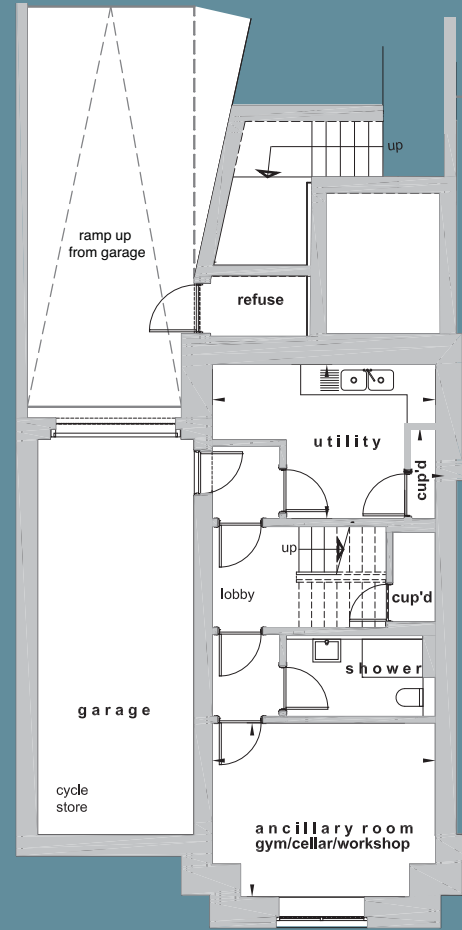 up
ramp up
from garage
refuse
utility
cup'd
up
cup'd
lobby
shower
garage
cycle
store
ancillary room
gym/cellar/workshop